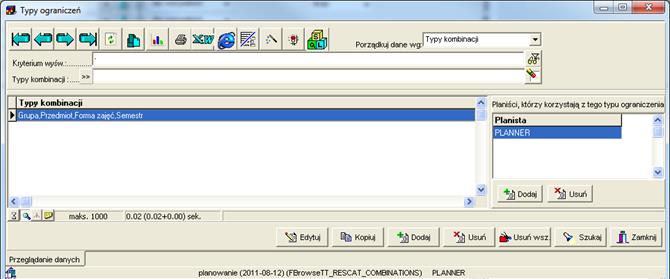 Typy ograniczeń
Porządkuj dane wg: Typy kombinacji
Kryterium wyśw.:
Typy kombinacji : >>
Typy kombinacji
Grupa,Przedmiot,Forma zajęć,Semestr
Planiści, którzy korzystają z tego typu ograniczenia
Planista
PLANNER
Dodaj Usuń
maks. 1000 0.02 (0.02+0.00) sek.
Edytuj Kopiuj Dodaj Usuń Usuń wsz Szukaj Zamknij
Przeglądanie danych
planowanie (2011-08-12) (FBrowseTT_RESCAT_COMBINATIONS) PLANNER